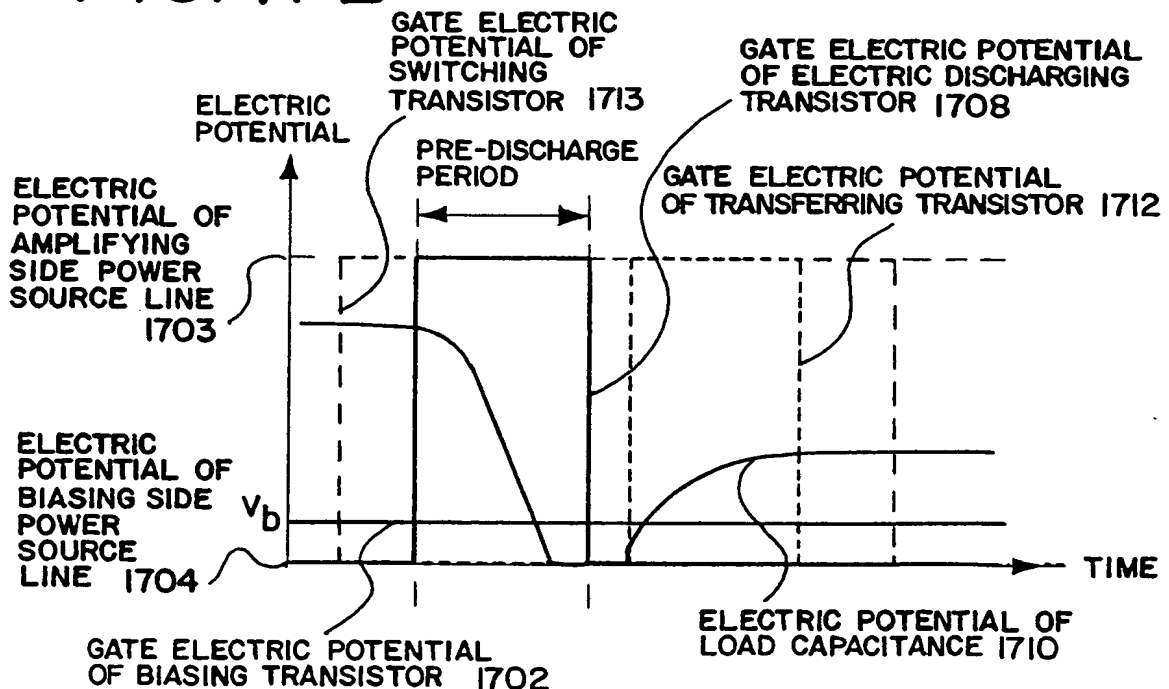 GATE ELECTRIC
POTENTIAL OF
SWITCHING
TRANSISTOR 1713
GATE ELECTRIC POTENTIAL
OF ELECTRIC DISCHARGING
TRANSISTOR 1708
ELECTRIC
POTENTIAL
PRE-DISCHARGE
PERIOD
GATE ELECTRIC POTENTIAL
OF TRANSFERRING TRANSISTOR 1712
ELECTRIC
POTENTIAL OF
AMPLIFYING
SIDE POWER
SOURCE LINE
1703
ELECTRIC
POTENTIAL OF
BIASING SIDE
POWER
SOURCE
LINE 1704
Vb
TIME
GATE ELECTRIC POTENTIAL
OF BIASING TRANSISTOR 1702
ELECTRIC POTENTIAL OF
LOAD CAPACITANCE 1710